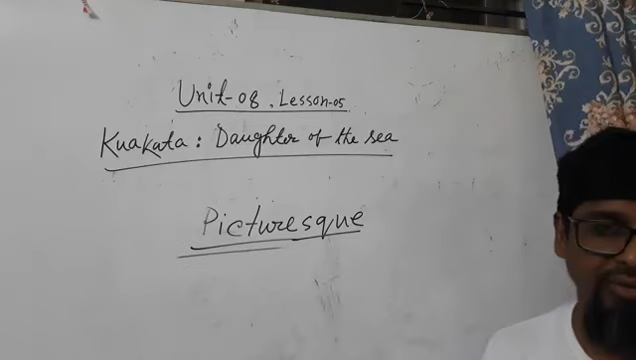 Unit-08, Lesson-05
Kuakata: Daughter of the sea
Picturesque